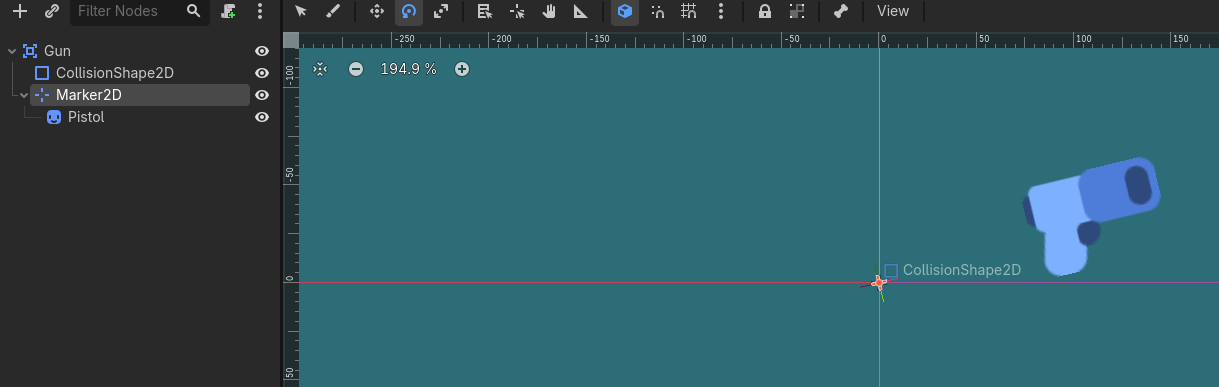 Filter Nodes
View
Gun
CollisionShape2D
Marker2D
Pistol
-250
-200
-150
-100
-50
0
50
100
150
194.9 %
-100
-50
0
50
CollisionShape2D